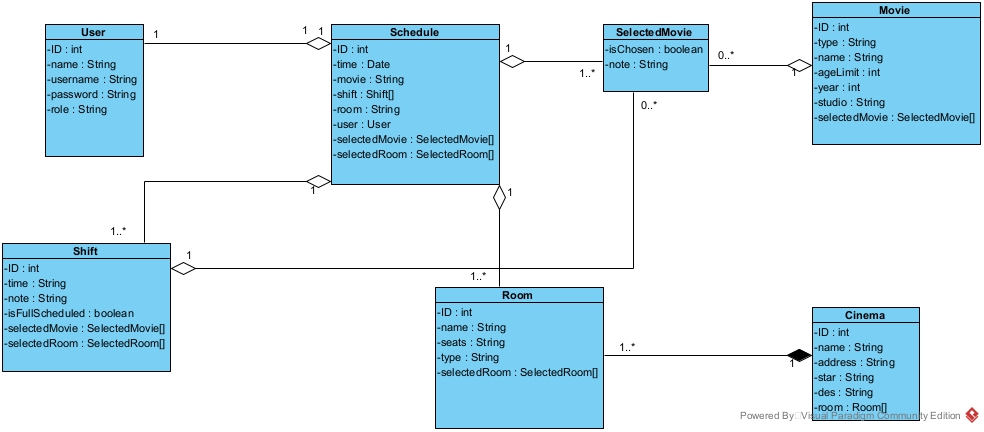 User
-ID : int
-name : String
-username : String
-password : String
-role : String
1
1
1
Schedule
-ID : int
-time : Date
-movie : String
-shift : Shift[]
-room : String
-user : User
-selectedMovie : SelectedMovie[]
-selectedRoom : SelectedRoom[]
1
1..*
SelectedMovie
-isChosen : boolean
-note : String
0..*
1
0..*
Movie
-ID : int
-type : String
-name : String
-ageLimit : int
-year : int
-studio : String
-selectedMovie : SelectedMovie[]
1
1
1..*
Shift
-ID : int
-time : String
-note : String
-isFullScheduled : boolean
-selectedMovie : SelectedMovie[]
-selectedRoom : SelectedRoom[]
1
1..*
Room
-ID : int
-name : String
-seats : String
-type : String
-selectedRoom : SelectedRoom[]
1..*
1
Cinema
-ID : int
-name : String
-address : String
-star : String
-des : String
-room : Room[]
Powered By Visual Paradigm Community Edition